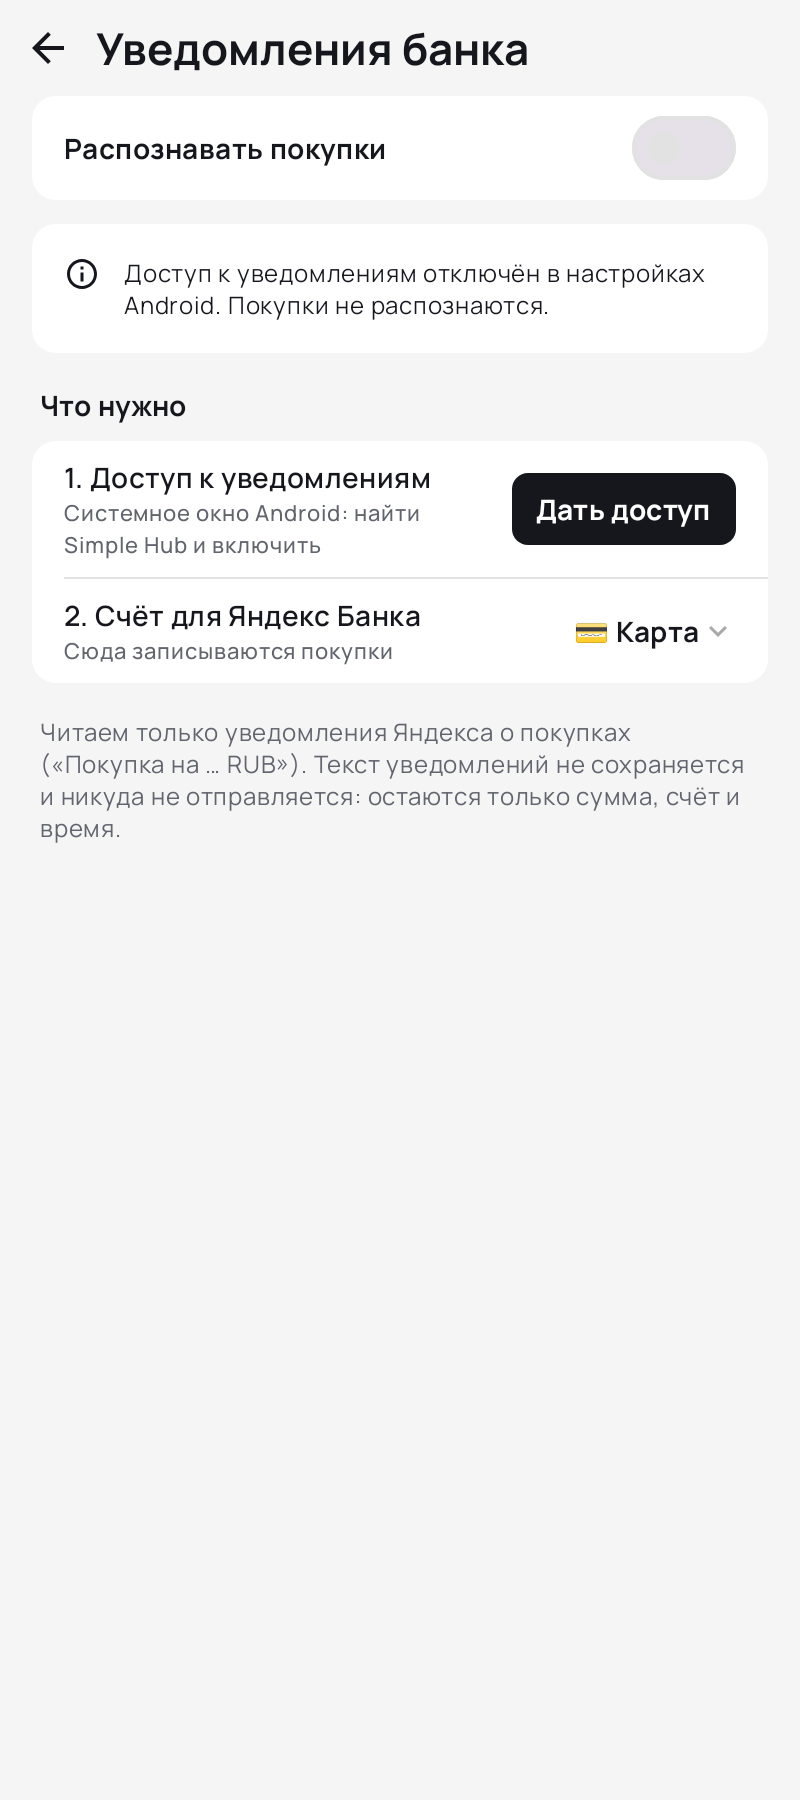 Уведомления банка
Распознавать покупки
Доступ к уведомлениям отключён в настройках
Android. Покупки не распознаются.
Что нужно
1. Доступ к уведомлениям
Системное окно Android: найти
Simple Hub и включить
Дать доступ
2. Счёт для Яндекс Банка
Сюда записываются покупки
Карта
Читаем только уведомления Яндекса о покупках
(«Покупка на … RUB»). Текст уведомлений не сохраняется
и никуда не отправляется: остаются только сумма, счёт и
время.